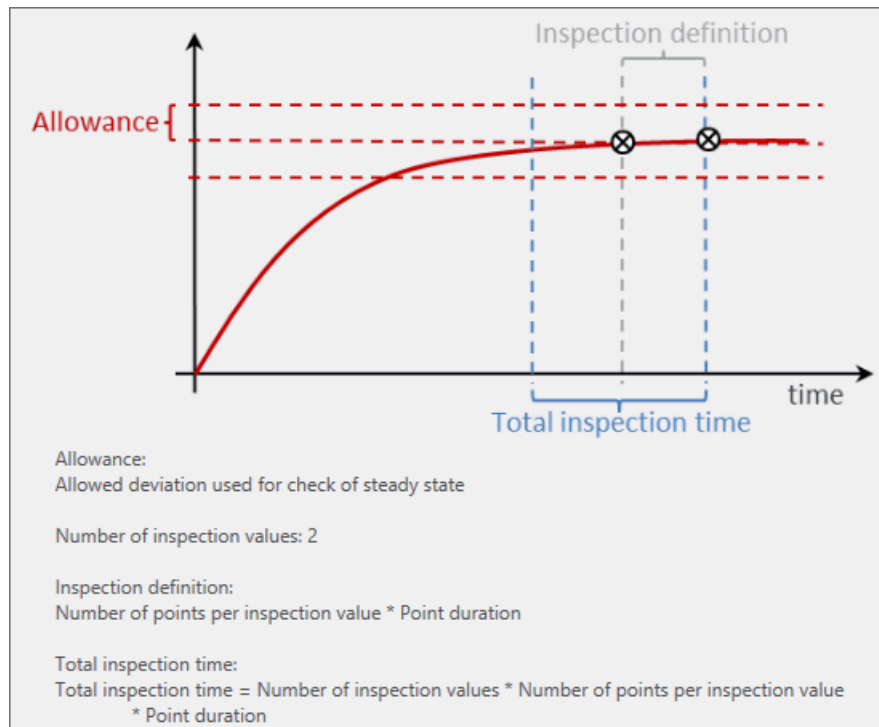 Inspection definition
Allowance
time
Total inspection time
Allowance:
Allowed deviation used for check of steady state
Number of inspection values: 2
Inspection definition:
Number of points per inspection value * Point duration
Total inspection time:
Total inspection time = Number of inspection values * Number of points per inspection value
* Point duration